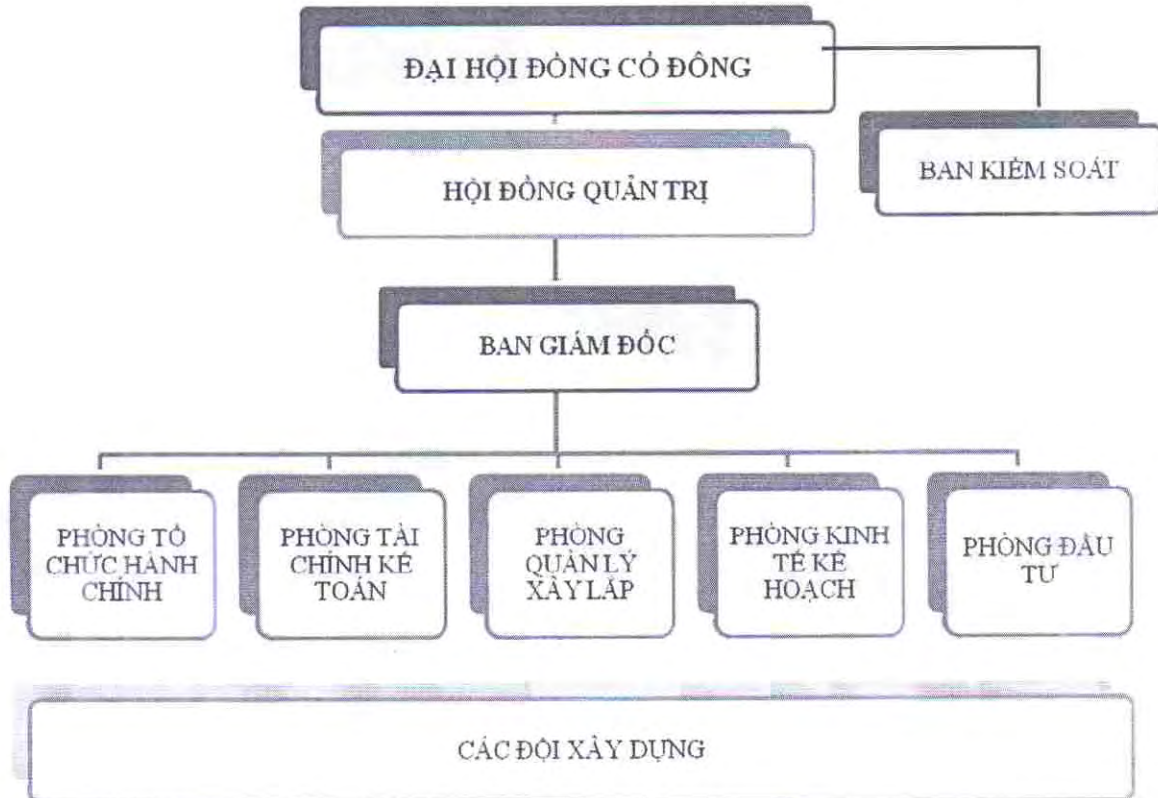 ĐẠI HỘI ĐỒNG CỔ ĐÔNG
BAN KIỂM SOÁT
HỘI ĐỒNG QUẢN TRỊ
BAN GIÁM ĐỐC
PHÒNG TỔ
CHỨC HÀNH
CHÍNH
PHÒNG TÀI
CHÍNH KẾ
TOÁN
PHÒNG
QUẢN LÝ
XÂY LẮP
PHÒNG KINH
TẾ KẾ
HOẠCH
PHÒNG ĐẦU
TƯ
CÁC ĐỘI XÂY DỰNG